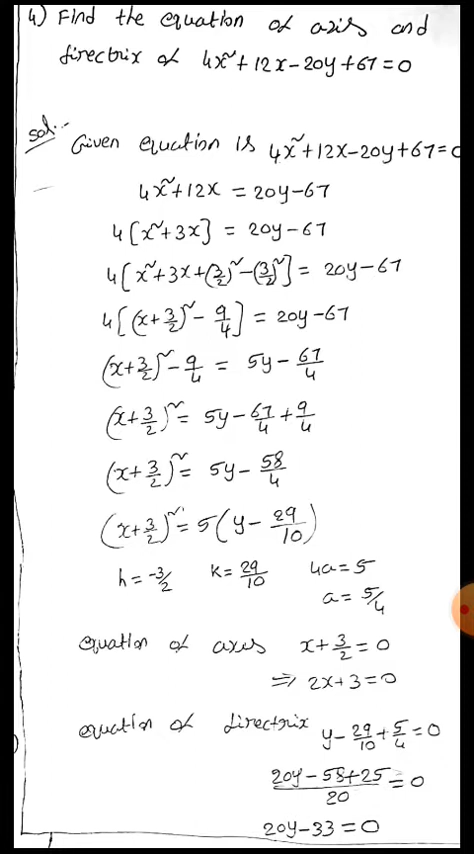 4) Find the equation of axis and
directrix of 4x²+12x-20y+67=0
Sol:- Given equation is 4x²+12x-20y+67=0
4x²+12x = 20y-67
4[x²+3x] = 20y-67
4[x²+3x+(3/2)²-(3/2)²] = 20y-67
4[(x+3/2)²-9/4] = 20y-67
(x+3/2)²-9/4 = 5y-67/4
(x+3/2)² = 5y-67/4+9/4
(x+3/2)² = 5y-58/4
(x+3/2)² = 5(y-29/10)
h=-3/2 K=29/10 4a=5
a=5/4
equation of axis x+3/2=0
⇒ 2x+3=0
equation of directrix y-29/10+5/4=0
(20y-58+25)/20=0
20y-33=0